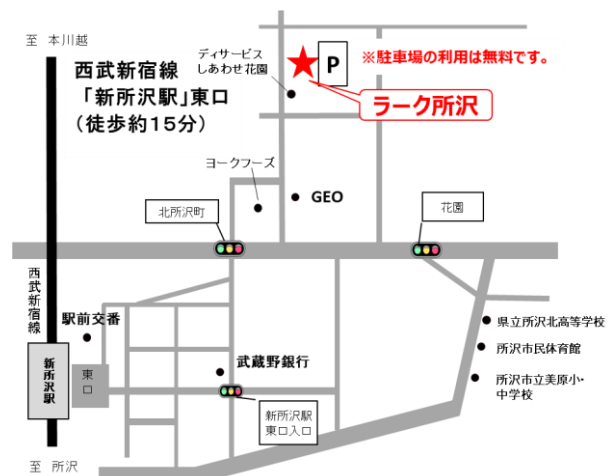 至 本川越
西武新宿線
「新所沢駅」東口
(徒歩約15分)
ディサービス
しあわせ花園
P
※駐車場の利用は無料です。
ラーク所沢
ヨークフーズ
GEO
北所沢町
花園
西武新宿線
駅前交番
新所沢駅
東口
武蔵野銀行
新所沢駅
東口入口
県立所沢北高等学校
所沢市民体育館
所沢市立美原小・
中学校
至 所沢